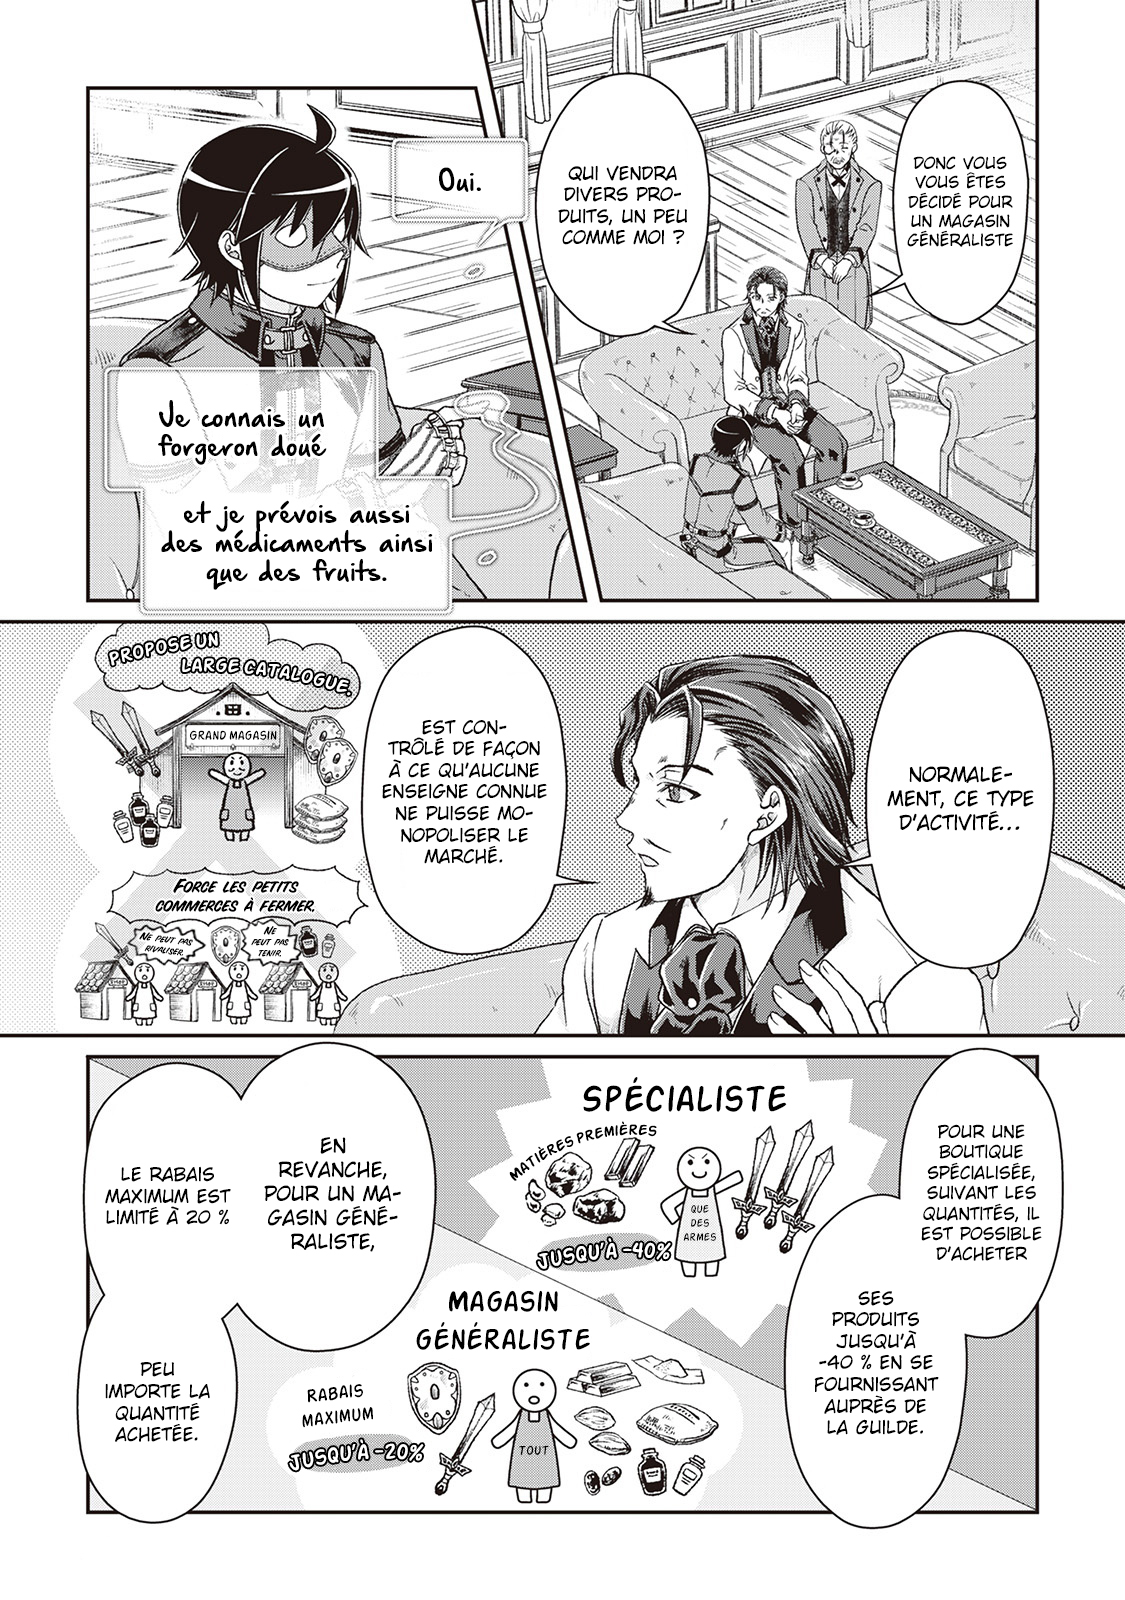 DONC VOUS
VOUS ÊTES
DÉCIDÉ POUR
UN MAGASIN
GÉNÉRALISTE
QUI VENDRA
DIVERS PRO-
DUITS, UN PEU
COMME MOI ?
Oui.
Je connais un
forgeron doué
et je prévois aussi
des médicaments ainsi
que des fruits.
NORMALE-
MENT, CE TYPE
D'ACTIVITÉ...
EST CON-
TRÔLÉ DE FAÇON
À CE QU'AUCUNE
ENSEIGNE CONNUE
NE PUISSE MO-
NOPOLISER LE
MARCHÉ.
PROPOSE UN
LARGE CATALOGUE.
GRAND MAGASIN
FORCE LES PETITS
COMMERCES À FERMER.
NE PEUT PAS
RIVALISER.
NE
PEUT PAS
TENIR.
POUR UNE
BOUTIQUE
SPÉCIALISÉE,
SUIVANT LES
QUANTITÉS, IL
EST POSSIBLE
D'ACHETER
SES
PRODUITS
JUSQU'À
-40 % EN SE
FOURNISSANT
AUPRÈS DE
LA GUILDE.
SPÉCIALISTE
MATIÈRES PREMIÈRES
QUE
DES
ARMES
JUSQU'À -40%
EN
REVANCHE,
POUR UN MA-
GASIN GÉNÉ-
RALISTE,
LE RABAIS
MAXIMUM EST
LIMITÉ À 20 %
PEU
IMPORTE LA
QUANTITÉ
ACHETÉE.
MAGASIN
GÉNÉRALISTE
RABAIS
MAXIMUM
JUSQU'À -20%
TOUT